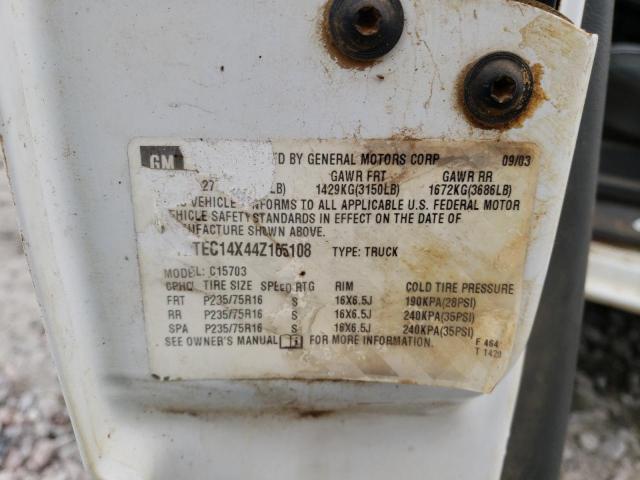 GM ED BY GENERAL MOTORS CORP 09/03
GAWR FRT GAWR RR
27 LB) 1429KG(3150LB) 1672KG(3686LB)
VEHICLE TO ALL APPLICABLE U.S. FEDERAL MOTOR
VEHICLE SAFETY STANDARDS IN EFFECT ON THE DATE OF
MANUFACTURE SHOWN ABOVE.
TEC14X44Z165108 TYPE: TRUCK
MODEL: C15703
TIRE SIZE SPEED RTG RIM COLD TIRE PRESSURE
FRT P235/75R16 S 16X6.5J 190KPA(28PSI)
RR P235/75R16 S 16X6.5J 240KPA(35PSI)
SPA P235/75R16 S 16X6.5J 240KPA(35PSI)
SEE OWNER'S MANUAL FOR MORE INFORMATION.
F 464
T 1420